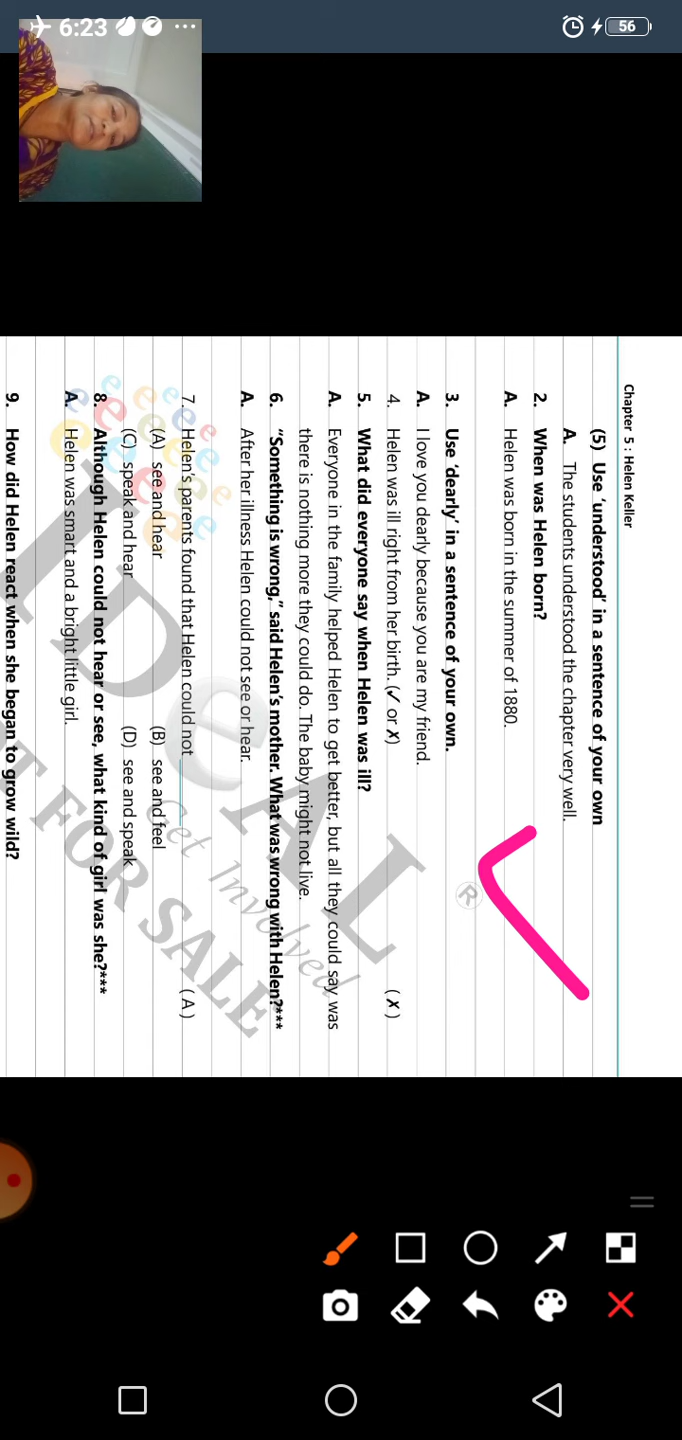 6:23
56
Chapter 5 : Helen Keller
(5) Use ‘understood’ in a sentence of your own
A. The students understood the chapter very well.
2. When was Helen born?
A. Helen was born in the summer of 1880.
3. Use ‘dearly’ in a sentence of your own.
A. I love you dearly because you are my friend.
4. Helen was ill right from her birth. (✓ or ✗) ( ✗ )
5. What did everyone say when Helen was ill?
A. Everyone in the family helped Helen to get better, but all they could say was
there is nothing more they could do. The baby might not live.
6. “Something is wrong,” said Helen’s mother. What was wrong with Helen?***
A. After her illness Helen could not see or hear.
7. Helen’s parents found that Helen could not ________ ( A )
(A) see and hear (B) see and feel
(C) speak and hear (D) see and speak
8. Although Helen could not hear or see, what kind of girl was she?***
A. Helen was smart and a bright little girl.
9. How did Helen react when she began to grow wild?
IDeAL ®
Get Involved
NOT FOR SALE